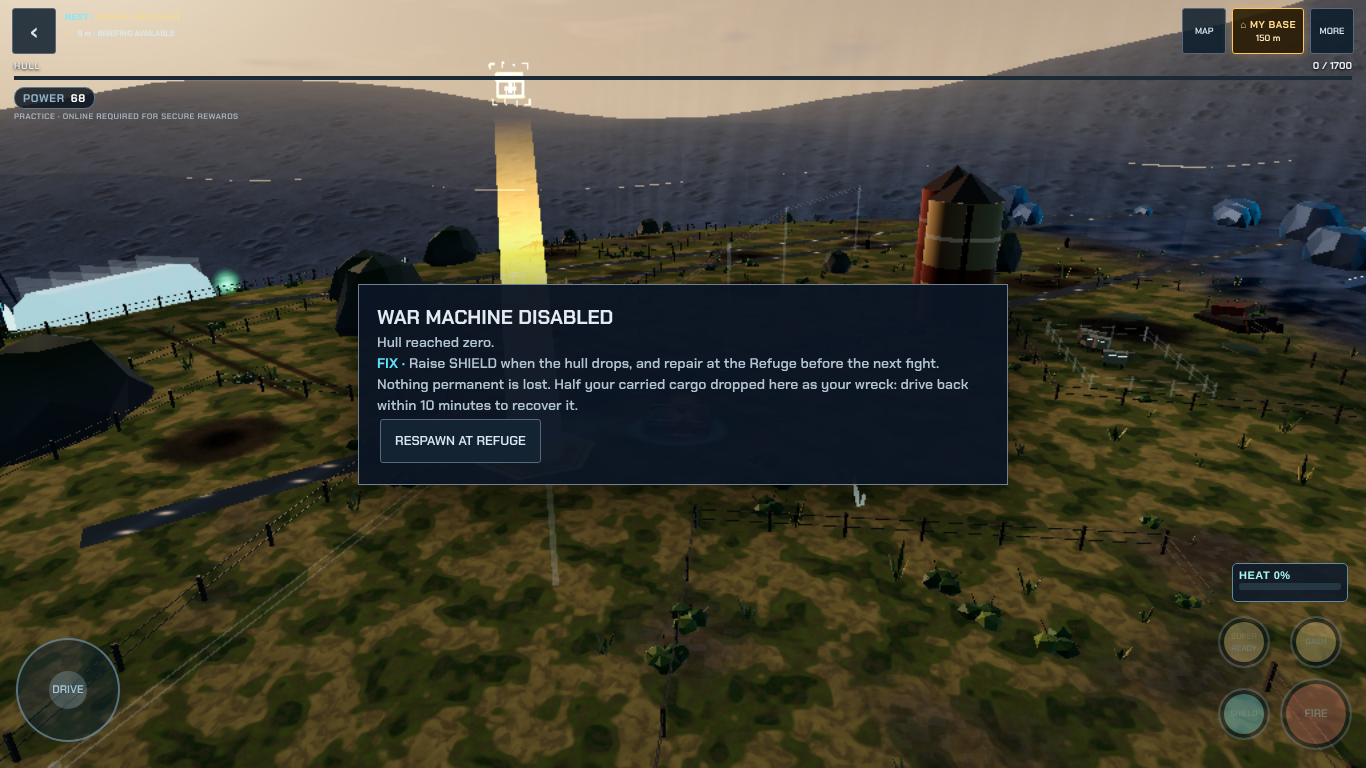 ‹
NEXT ·
5 m · BRIEFING AVAILABLE
MAP
⌂ MY BASE
150 m
MORE
HULL
0 / 1700
POWER 68
PRACTICE · ONLINE REQUIRED FOR SECURE REWARDS
WAR MACHINE DISABLED
Hull reached zero.
FIX · Raise SHIELD when the hull drops, and repair at the Refuge before the next fight.
Nothing permanent is lost. Half your carried cargo dropped here as your wreck: drive back
within 10 minutes to recover it.
RESPAWN AT REFUGE
HEAT 0%
SUPER
READY
DASH
DRIVE
SHIELD
FIRE